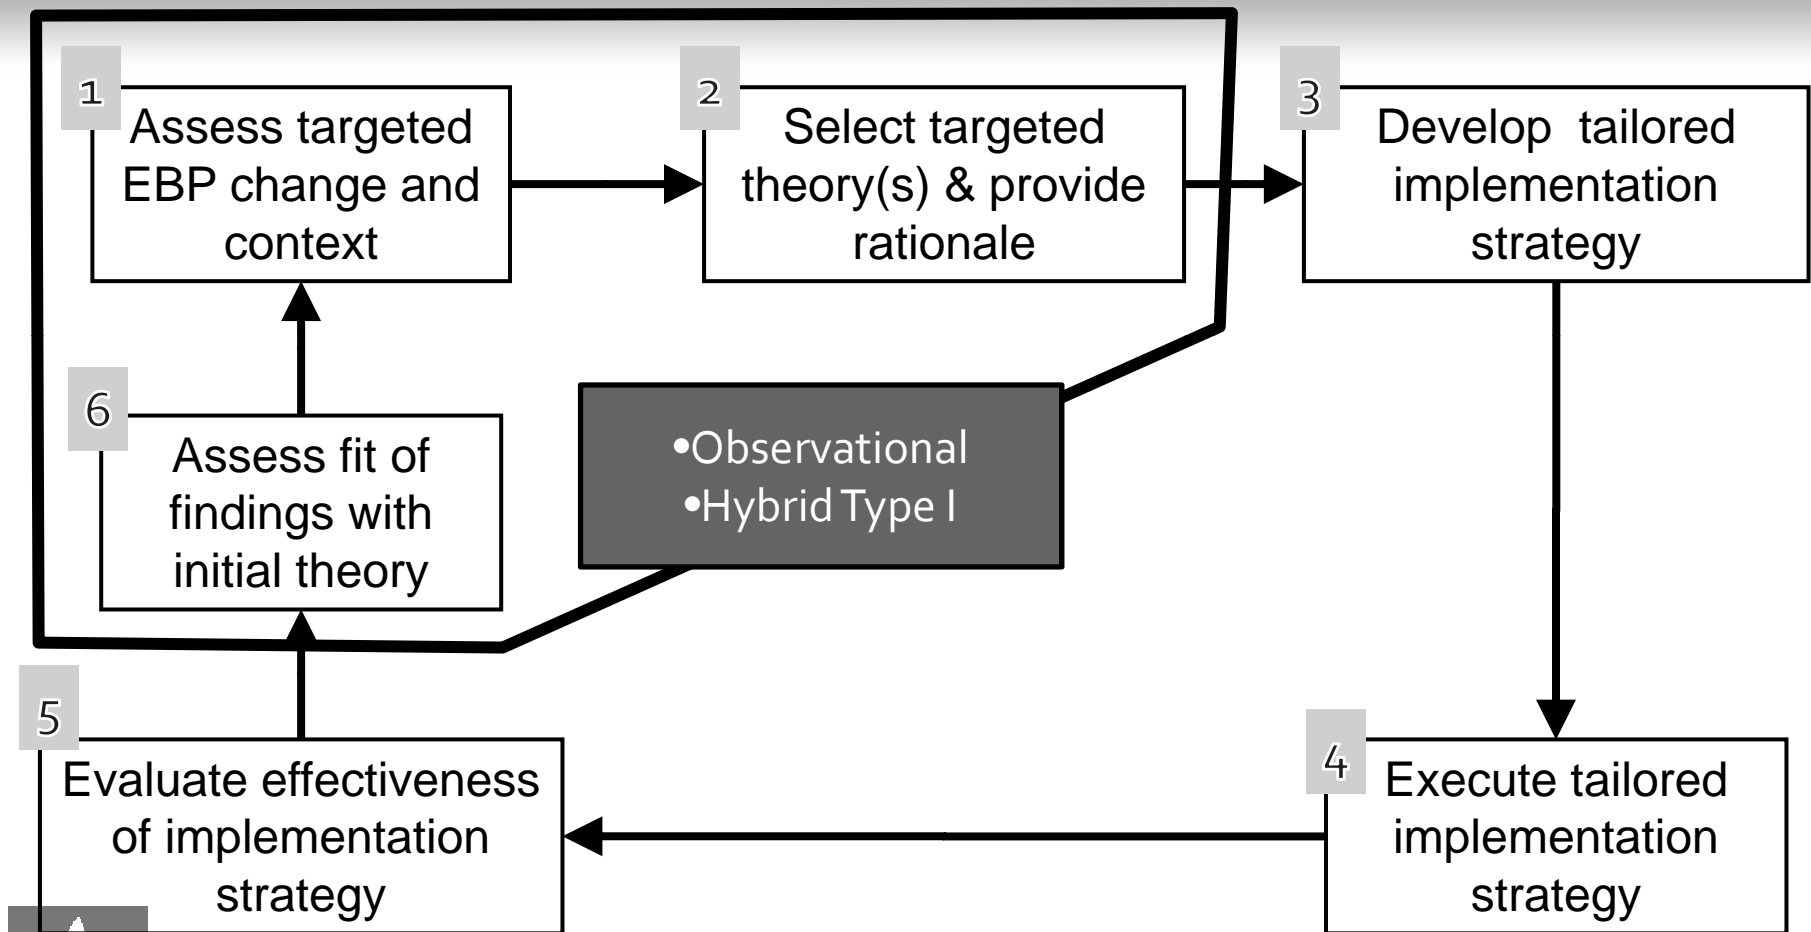 1
Assess targeted
EBP change and
context
2
Select targeted
theory(s) & provide
rationale
3
Develop tailored
implementation
strategy
6
Assess fit of
findings with
initial theory
•Observational
•Hybrid Type I
5
Evaluate effectiveness
of implementation
strategy
4
Execute tailored
implementation
strategy